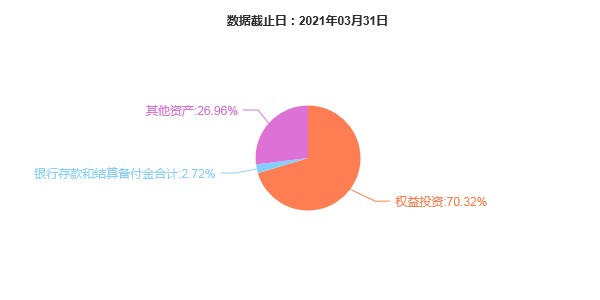 数据截止日：2021年03月31日
其他资产:26.96%
银行存款和结算备付金合计:2.72%
权益投资:70.32%